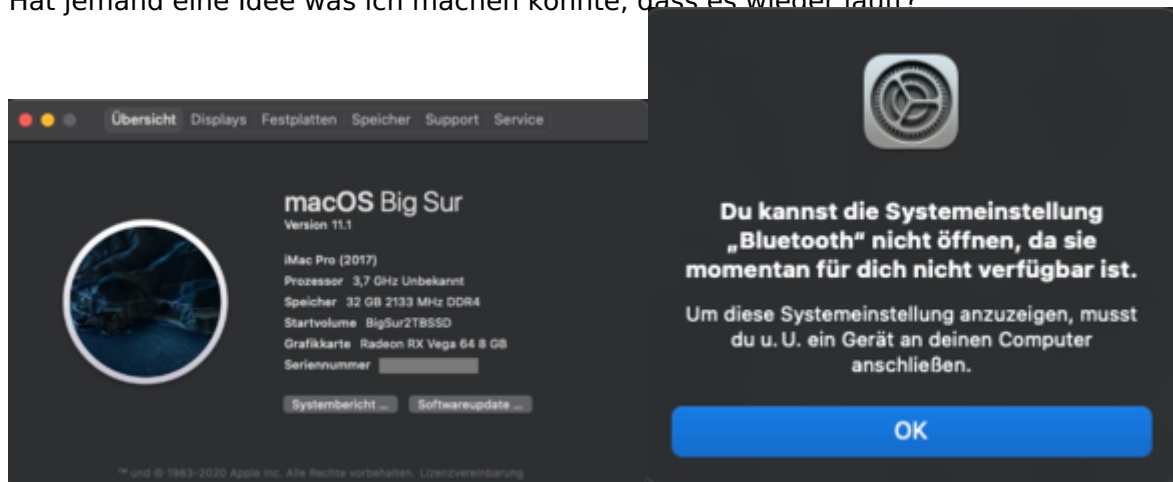 Hat jemand eine Idee was ich machen könnte, dass es wieder läuft?
Übersicht Displays Festplatten Speicher Support Service
macOS Big Sur
Version 11.1
iMac Pro (2017)
Prozessor 3,7 GHz Unbekannt
Speicher 32 GB 2133 MHz DDR4
Startvolume BigSur2TBSSD
Grafikkarte Radeon RX Vega 64 8 GB
Seriennummer
Systembericht ... Softwareupdate ...
™ und © 1983-2020 Apple Inc. Alle Rechte vorbehalten. Lizenzvereinbarung
Du kannst die Systemeinstellung
„Bluetooth“ nicht öffnen, da sie
momentan für dich nicht verfügbar ist.
Um diese Systemeinstellung anzuzeigen, musst
du u. U. ein Gerät an deinen Computer
anschließen.
OK